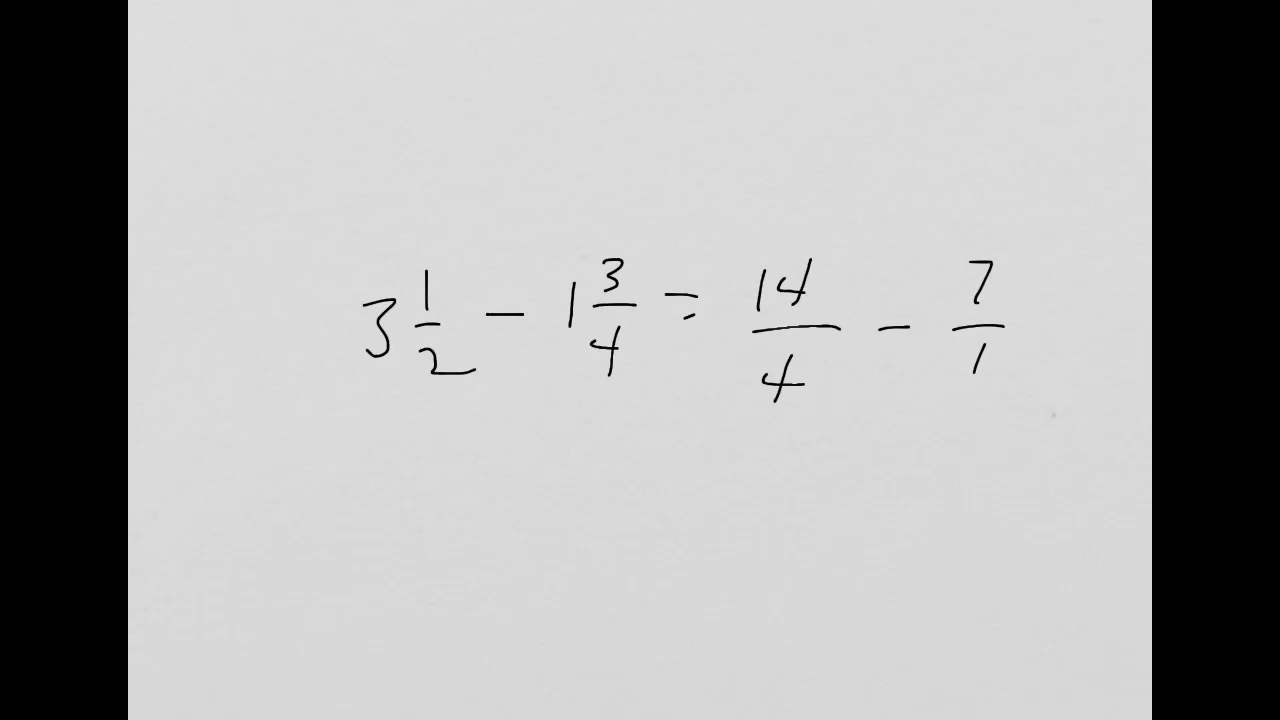 3 1/2 - 1 3/4 = 14/4 - 7/1